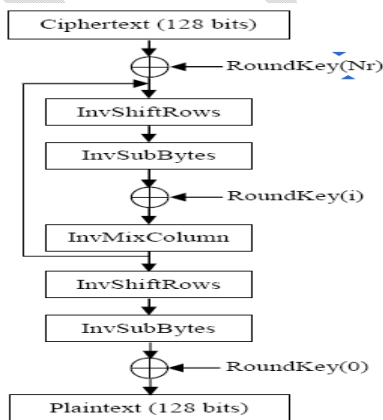 Ciphertext (128 bits)
RoundKey(Nr)
InvShiftRows
InvSubBytes
RoundKey(i)
InvMixColumn
InvShiftRows
InvSubBytes
RoundKey(0)
Plaintext (128 bits)